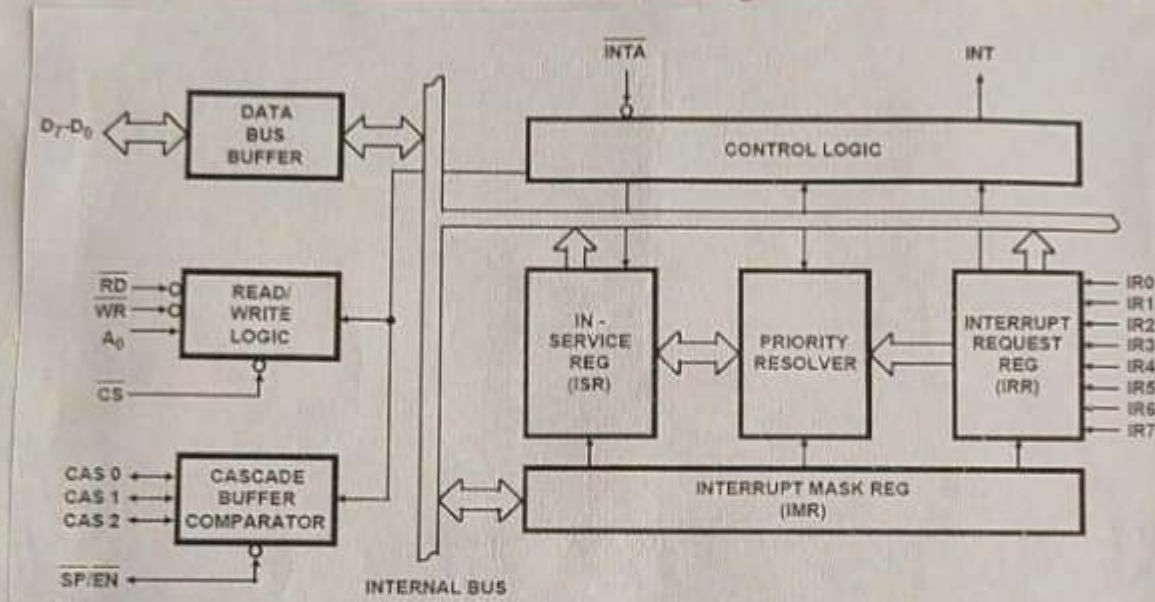 INTA
INT
D7-D0
DATA
BUS
BUFFER
CONTROL LOGIC
RD
WR
A0
CS
READ/
WRITE
LOGIC
IN -
SERVICE
REG
(ISR)
PRIORITY
RESOLVER
INTERRUPT
REQUEST
REG
(IRR)
IR0
IR1
IR2
IR3
IR4
IR5
IR6
IR7
CAS 0
CAS 1
CAS 2
CASCADE
BUFFER
COMPARATOR
INTERRUPT MASK REG
(IMR)
SP/EN
INTERNAL BUS